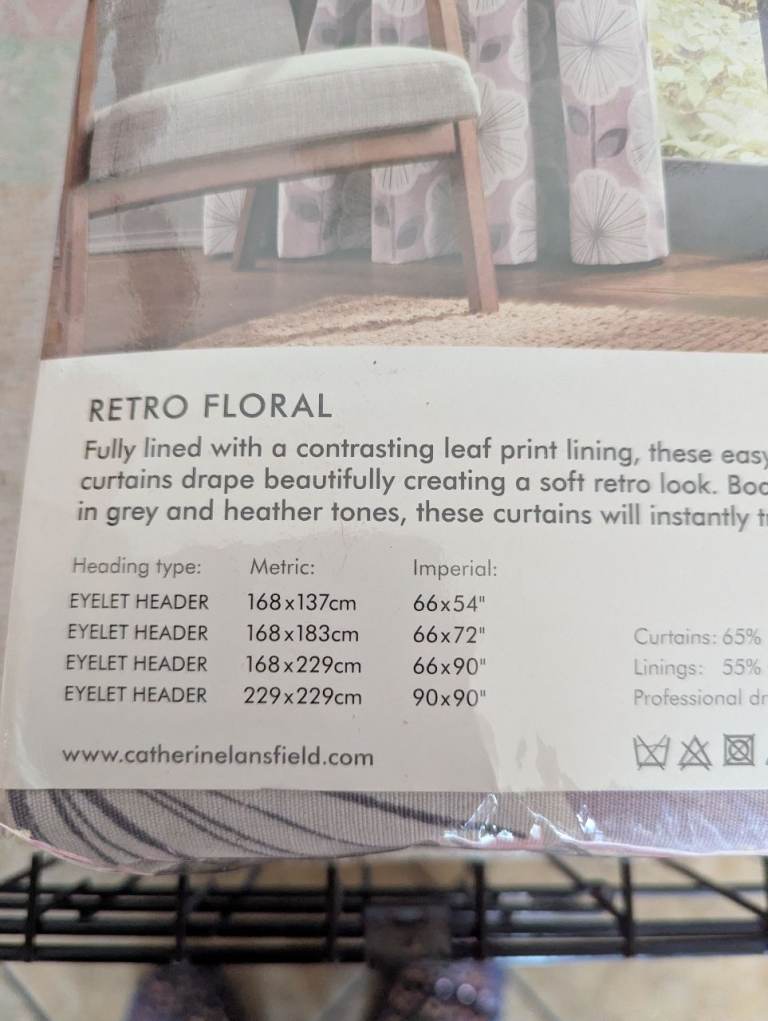 RETRO FLORAL
Fully lined with a contrasting leaf print lining, these easy
curtains drape beautifully creating a soft retro look.
in grey and heather tones, these curtains will instantly
Heading type: Metric: Imperial:
EYELET HEADER 168x137cm 66x54"
EYELET HEADER 168x183cm 66x72"
EYELET HEADER 168x229cm 66x90"
EYELET HEADER 229x229cm 90x90"
Curtains: 65%
Linings: 55%
Professional
www.catherinelansfield.com